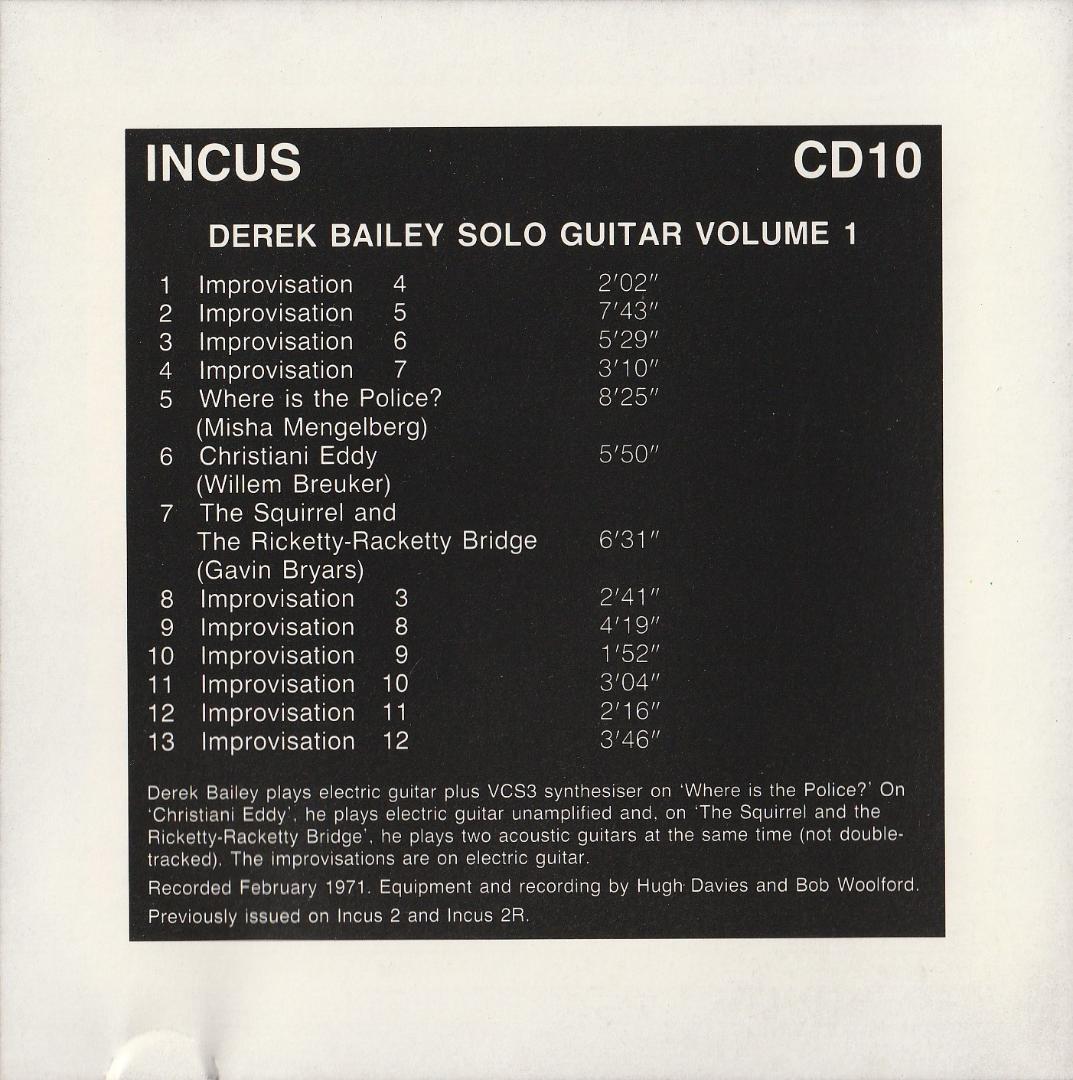 INCUS CD10
DEREK BAILEY SOLO GUITAR VOLUME 1
1 Improvisation 4 2'02"
2 Improvisation 5 7'43"
3 Improvisation 6 5'29"
4 Improvisation 7 3'10"
5 Where is the Police? 8'25"
(Misha Mengelberg)
6 Christiani Eddy 5'50"
(Willem Breuker)
7 The Squirrel and
The Ricketty-Racketty Bridge 6'31"
(Gavin Bryars)
8 Improvisation 3 2'41"
9 Improvisation 8 4'19"
10 Improvisation 9 1'52"
11 Improvisation 10 3'04"
12 Improvisation 11 2'16"
13 Improvisation 12 3'46"
Derek Bailey plays electric guitar plus VCS3 synthesiser on 'Where is the Police?' On
'Christiani Eddy', he plays electric guitar unamplified and, on 'The Squirrel and the
Ricketty-Racketty Bridge', he plays two acoustic guitars at the same time (not double-
tracked). The improvisations are on electric guitar.
Recorded February 1971. Equipment and recording by Hugh Davies and Bob Woolford.
Previously issued on Incus 2 and Incus 2R.